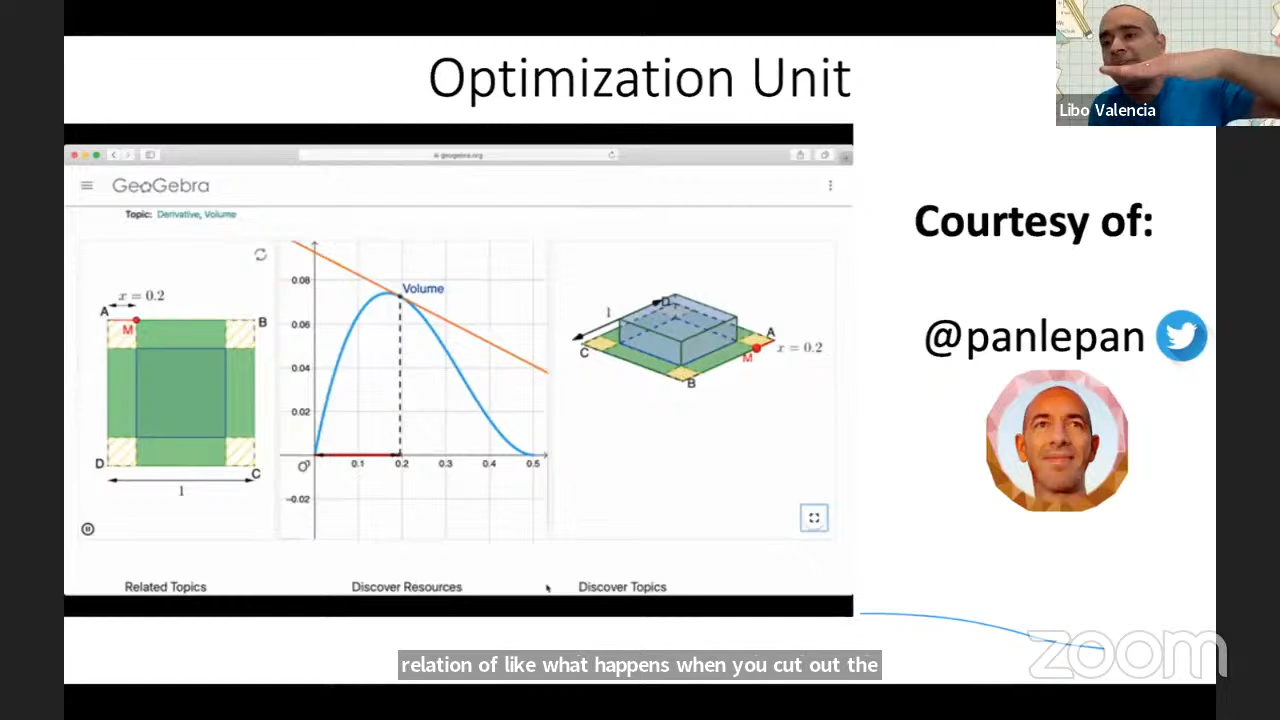 Optimization Unit
Libo Valencia
geogebra.org
GeoGebra
Topic: Derivative, Volume
x = 0.2
A
M
B
D
C
1
0.08
0.06
0.04
0.02
O
-0.02
0.1
0.2
0.3
0.4
0.5
Volume
1
D
A
x = 0.2
M
C
B
Courtesy of:
@panlepan
Related Topics
Discover Resources
Discover Topics
relation of like what happens when you cut out the
zoom